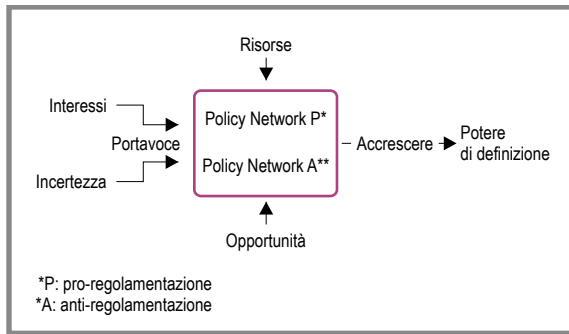 Risorse
Interessi
Policy Network P*
Portavoce
Accrescere
Potere
di definizione
Policy Network A**
Incertezza
Opportunità
*P: pro-regolamentazione
*A: anti-regolamentazione